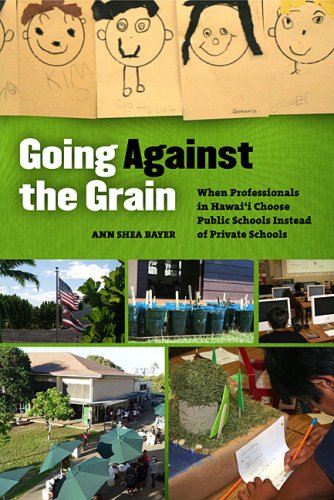 KIM
Going Against
the Grain
When Professionals
in Hawai‘i Choose
Public Schools Instead
of Private Schools
ANN SHEA BAYER